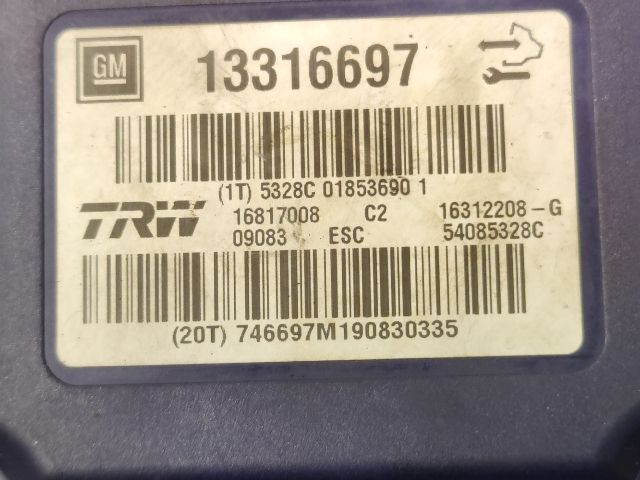 GM 13316697
(1T) 5328C 01853690 1
TRW 16817008 C2 16312208-G
09083 ESC 54085328C
(20T) 746697M190830335